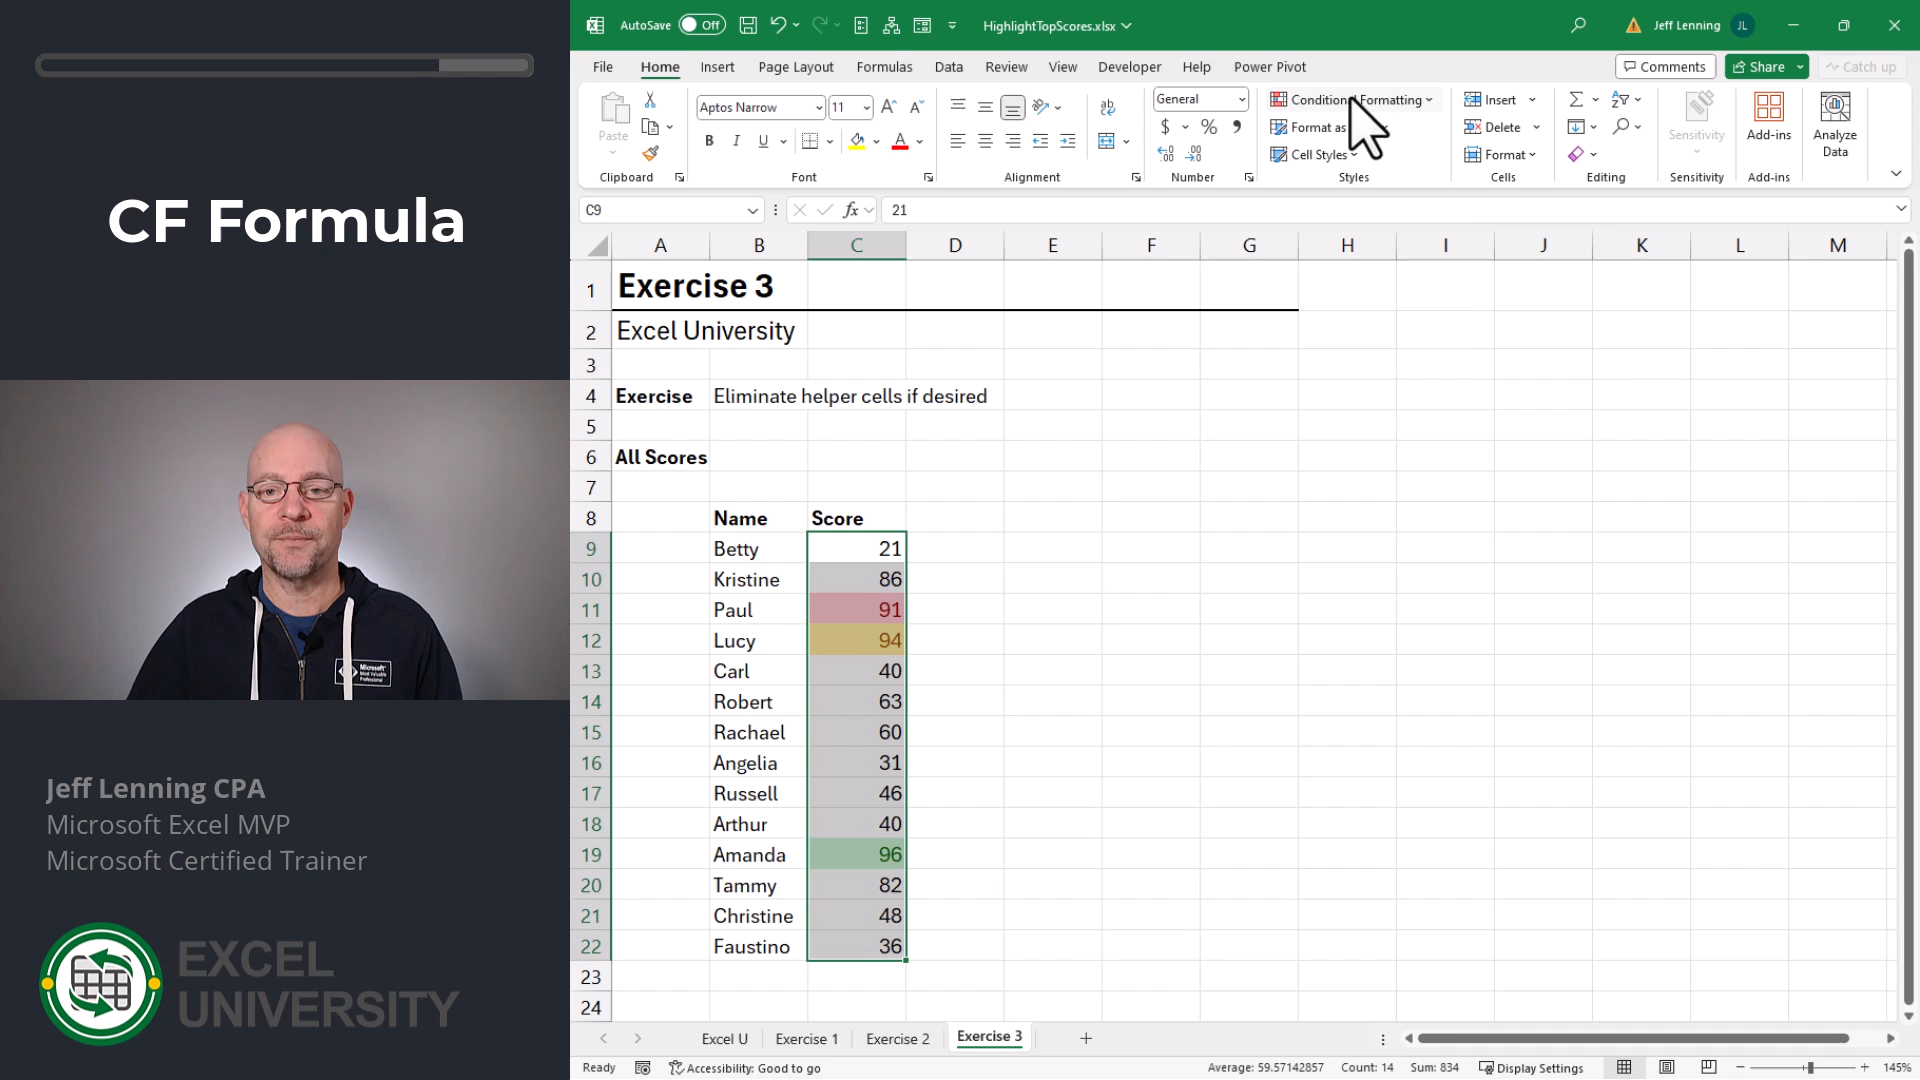 CF Formula
Microsoft
Most Valuable
Professional
Jeff Lenning CPA
Microsoft Excel MVP
Microsoft Certified Trainer
EXCEL
UNIVERSITY
AutoSave Off HighlightTopScores.xlsx Jeff Lenning JL
File Home Insert Page Layout Formulas Data Review View Developer Help Power Pivot Comments Share Catch up
Paste
Aptos Narrow 11
B I U A
ab
General
$ % ,
Conditional Formatting
Format as
Cell Styles
Insert
Delete
Format
Sensitivity
Add-ins
Analyze
Data
Clipboard Font Alignment Number Styles Cells Editing Sensitivity Add-ins
C9 fx 21
A B C D E F G H I J K L M
1 Exercise 3
2 Excel University
3
4 Exercise Eliminate helper cells if desired
5
6 All Scores
7
8 Name Score
9 Betty 21
10 Kristine 86
11 Paul 91
12 Lucy 94
13 Carl 40
14 Robert 63
15 Rachael 60
16 Angelia 31
17 Russell 46
18 Arthur 40
19 Amanda 96
20 Tammy 82
21 Christine 48
22 Faustino 36
23
24
Excel U Exercise 1 Exercise 2 Exercise 3
Ready Accessibility: Good to go Average: 59.57142857 Count: 14 Sum: 834 Display Settings 145%